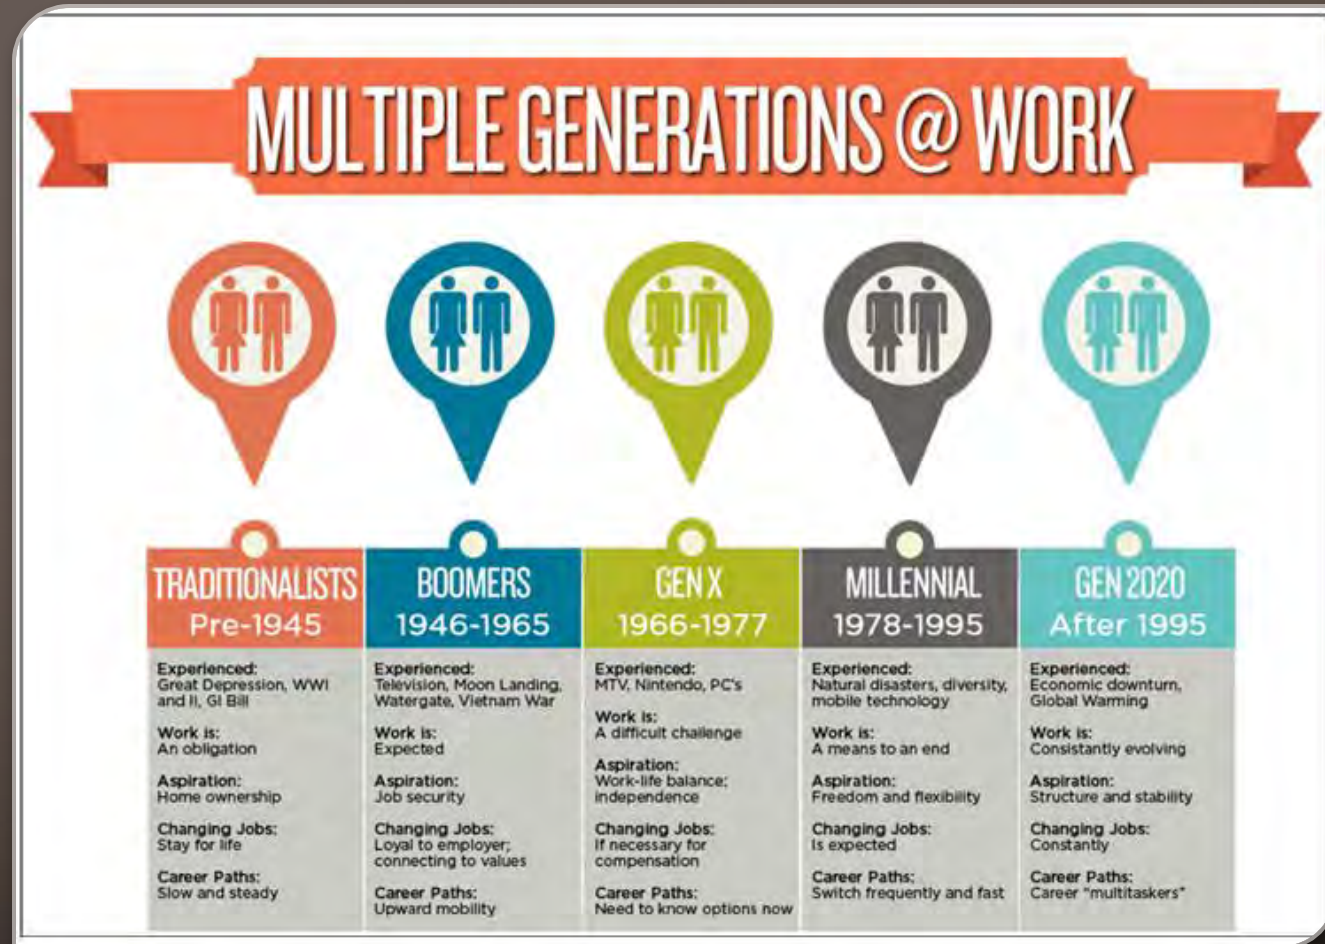 MULTIPLE GENERATIONS @ WORK
TRADITIONALISTS
Pre-1945
Experienced:
Great Depression, WWI
and II, GI Bill
Work is:
An obligation
Aspiration:
Home ownership
Changing Jobs:
Stay for life
Career Paths:
Slow and steady
BOOMERS
1946-1965
Experienced:
Television, Moon Landing,
Watergate, Vietnam War
Work is:
Expected
Aspiration:
Job security
Changing Jobs:
Loyal to employer;
connecting to values
Career Paths:
Upward mobility
GEN X
1966-1977
Experienced:
MTV, Nintendo, PC's
Work is:
A difficult challenge
Aspiration:
Work-life balance;
independence
Changing Jobs:
If necessary for
compensation
Career Paths:
Need to know options now
MILLENNIAL
1978-1995
Experienced:
Natural disasters, diversity,
mobile technology
Work is:
A means to an end
Aspiration:
Freedom and flexibility
Changing Jobs:
Is expected
Career Paths:
Switch frequently and fast
GEN 2020
After 1995
Experienced:
Economic downturn,
Global Warming
Work is:
Consistantly evolving
Aspiration:
Structure and stability
Changing Jobs:
Constantly
Career Paths:
Career "multitaskers"